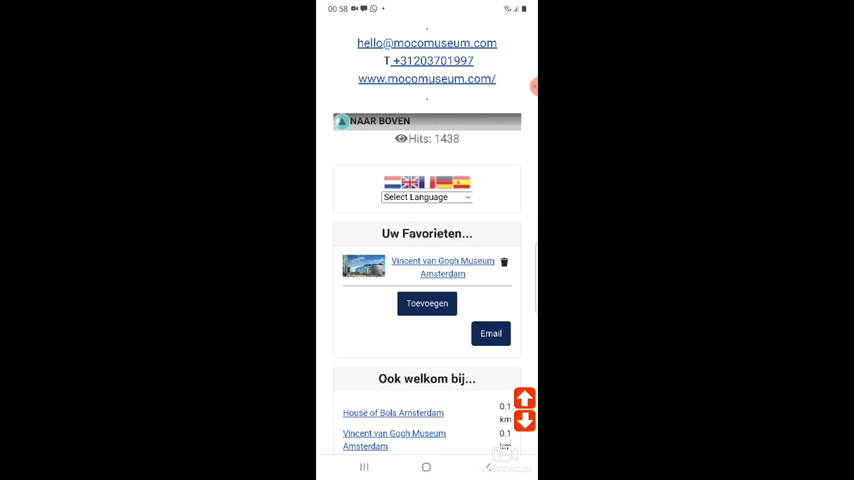 00:58
hello@mocomuseum.com
T +31203701997
www.mocomuseum.com/
NAAR BOVEN
Hits: 1438
Select Language
Uw Favorieten...
Vincent van Gogh Museum
Amsterdam
Toevoegen
Email
Ook welkom bij...
House of Bols Amsterdam 0.1
km
Vincent van Gogh Museum 0.1
Amsterdam km